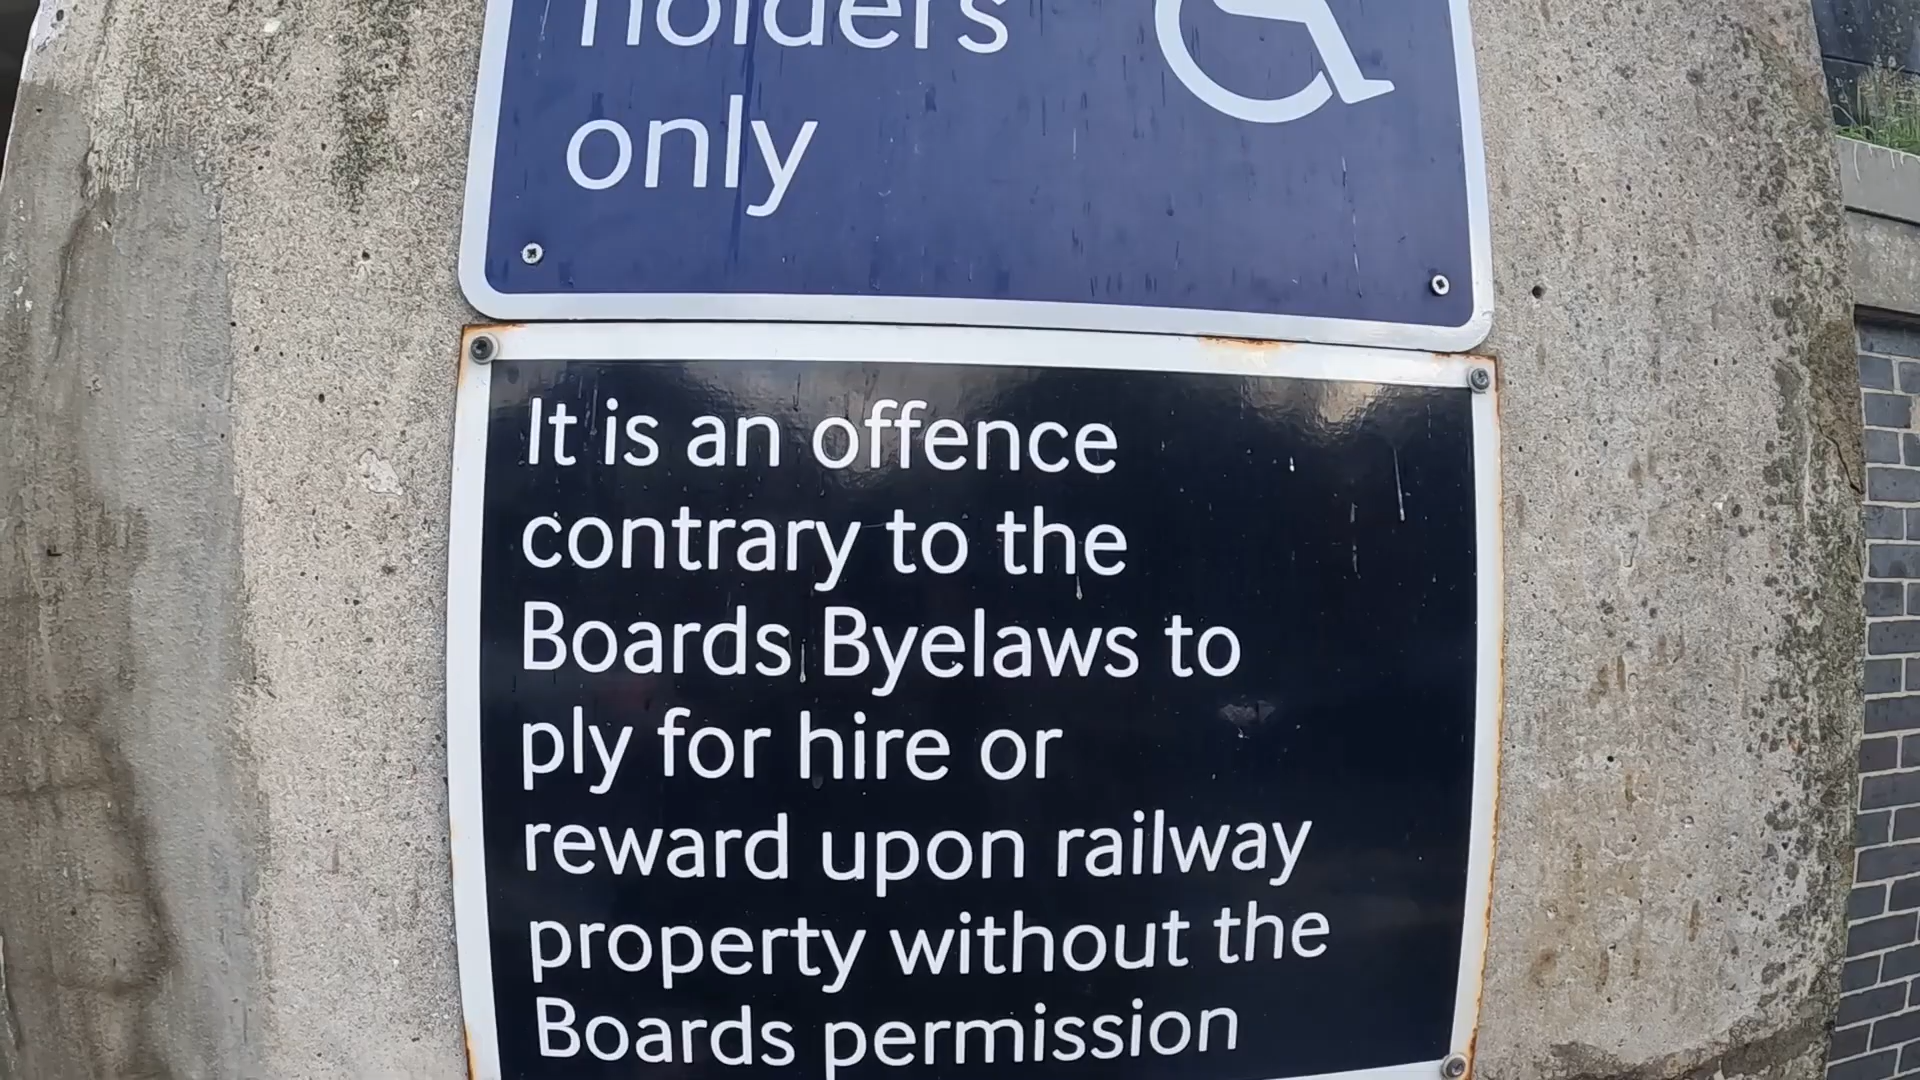 holders
only
It is an offence
contrary to the
Boards Byelaws to
ply for hire or
reward upon railway
property without the
Boards permission